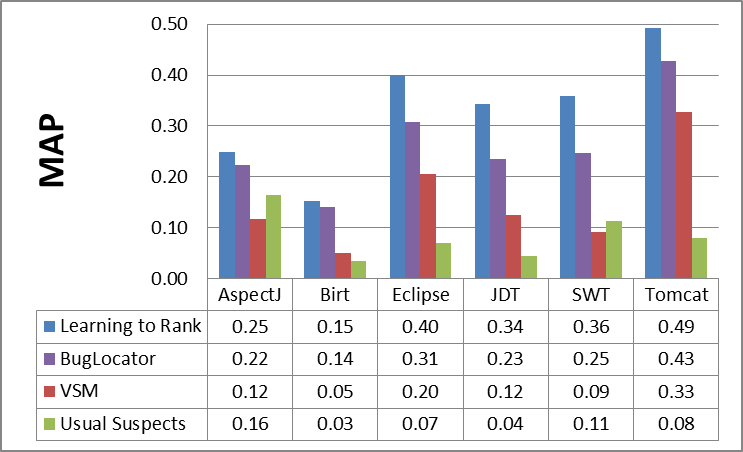 MAP
0.50
0.40
0.30
0.20
0.10
0.00
AspectJ Birt Eclipse JDT SWT Tomcat
Learning to Rank 0.25 0.15 0.40 0.34 0.36 0.49
BugLocator 0.22 0.14 0.31 0.23 0.25 0.43
VSM 0.12 0.05 0.20 0.12 0.09 0.33
Usual Suspects 0.16 0.03 0.07 0.04 0.11 0.08